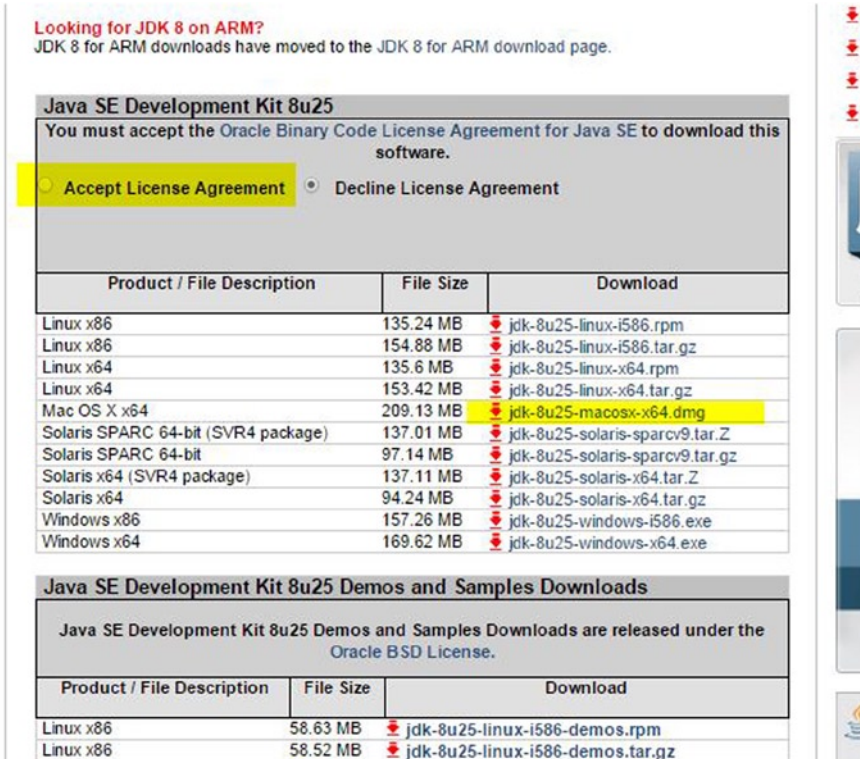 Looking for JDK 8 on ARM?
JDK 8 for ARM downloads have moved to the JDK 8 for ARM download page.
Java SE Development Kit 8u25
You must accept the Oracle Binary Code License Agreement for Java SE to download this
software.
Accept License Agreement Decline License Agreement
Product / File Description File Size Download
Linux x86 135.24 MB jdk-8u25-linux-i586.rpm
Linux x86 154.88 MB jdk-8u25-linux-i586.tar.gz
Linux x64 135.6 MB jdk-8u25-linux-x64.rpm
Linux x64 153.42 MB jdk-8u25-linux-x64.tar.gz
Mac OS X x64 209.13 MB jdk-8u25-macosx-x64.dmg
Solaris SPARC 64-bit (SVR4 package) 137.01 MB jdk-8u25-solaris-sparcv9.tar.Z
Solaris SPARC 64-bit 97.14 MB jdk-8u25-solaris-sparcv9.tar.gz
Solaris x64 (SVR4 package) 137.11 MB jdk-8u25-solaris-x64.tar.Z
Solaris x64 94.24 MB jdk-8u25-solaris-x64.tar.gz
Windows x86 157.26 MB jdk-8u25-windows-i586.exe
Windows x64 169.62 MB jdk-8u25-windows-x64.exe
Java SE Development Kit 8u25 Demos and Samples Downloads
Java SE Development Kit 8u25 Demos and Samples Downloads are released under the
Oracle BSD License.
Product / File Description File Size Download
Linux x86 58.63 MB jdk-8u25-linux-i586-demos.rpm
Linux x86 58.52 MB jdk-8u25-linux-i586-demos.tar.gz